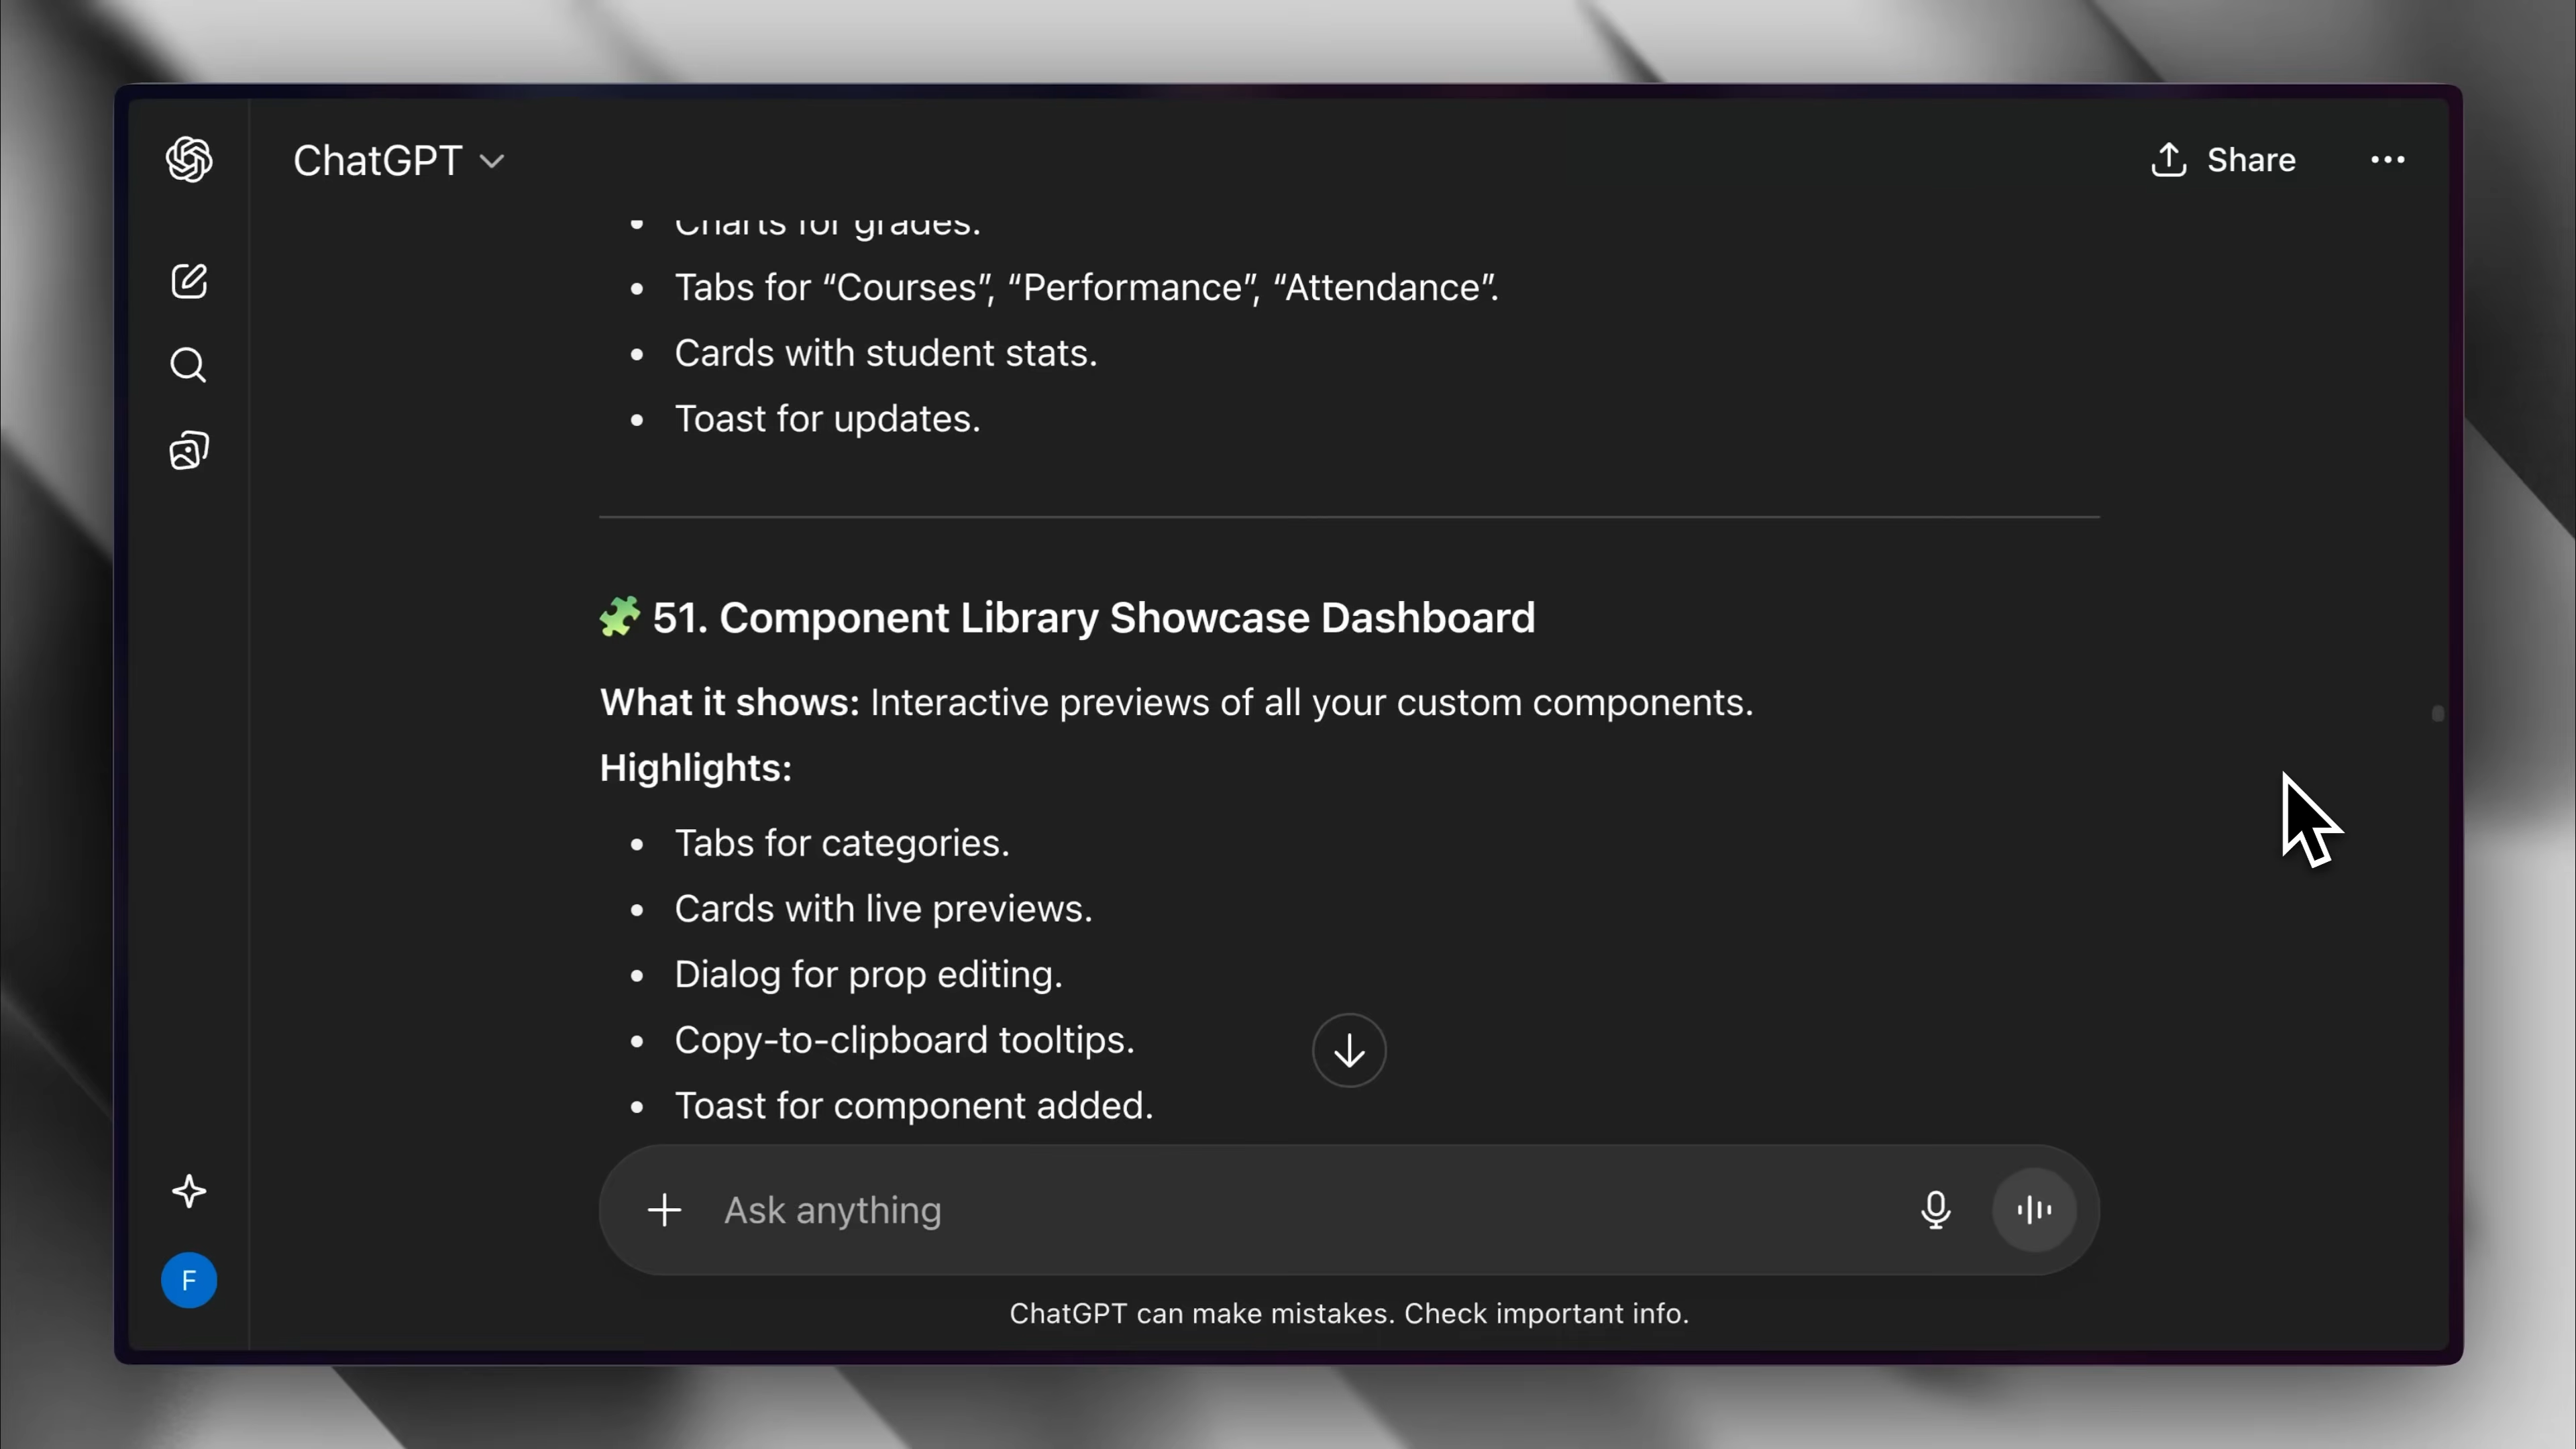 ChatGPT
Share
Charts for grades.
Tabs for “Courses”, “Performance”, “Attendance”.
Cards with student stats.
Toast for updates.
51. Component Library Showcase Dashboard
What it shows: Interactive previews of all your custom components.
Highlights:
Tabs for categories.
Cards with live previews.
Dialog for prop editing.
Copy-to-clipboard tooltips.
Toast for component added.
Ask anything
F
ChatGPT can make mistakes. Check important info.